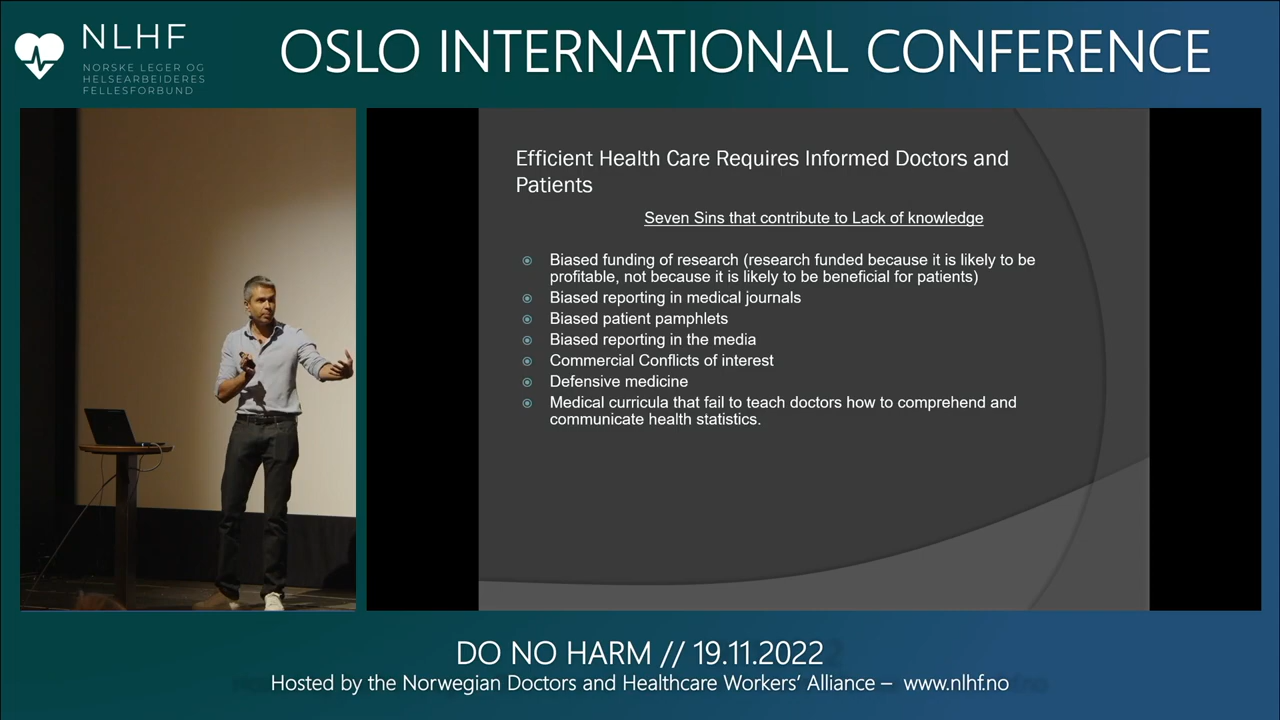 NLHF
NORSKE LEGER OG
HELSEARBEIDERES
FELLESFORBUND
OSLO INTERNATIONAL CONFERENCE
Efficient Health Care Requires Informed Doctors and
Patients
Seven Sins that contribute to Lack of knowledge
Biased funding of research (research funded because it is likely to be
profitable, not because it is likely to be beneficial for patients)
Biased reporting in medical journals
Biased patient pamphlets
Biased reporting in the media
Commercial Conflicts of interest
Defensive medicine
Medical curricula that fail to teach doctors how to comprehend and
communicate health statistics.
DO NO HARM // 19.11.2022
Hosted by the Norwegian Doctors and Healthcare Workers' Alliance – www.nlhf.no